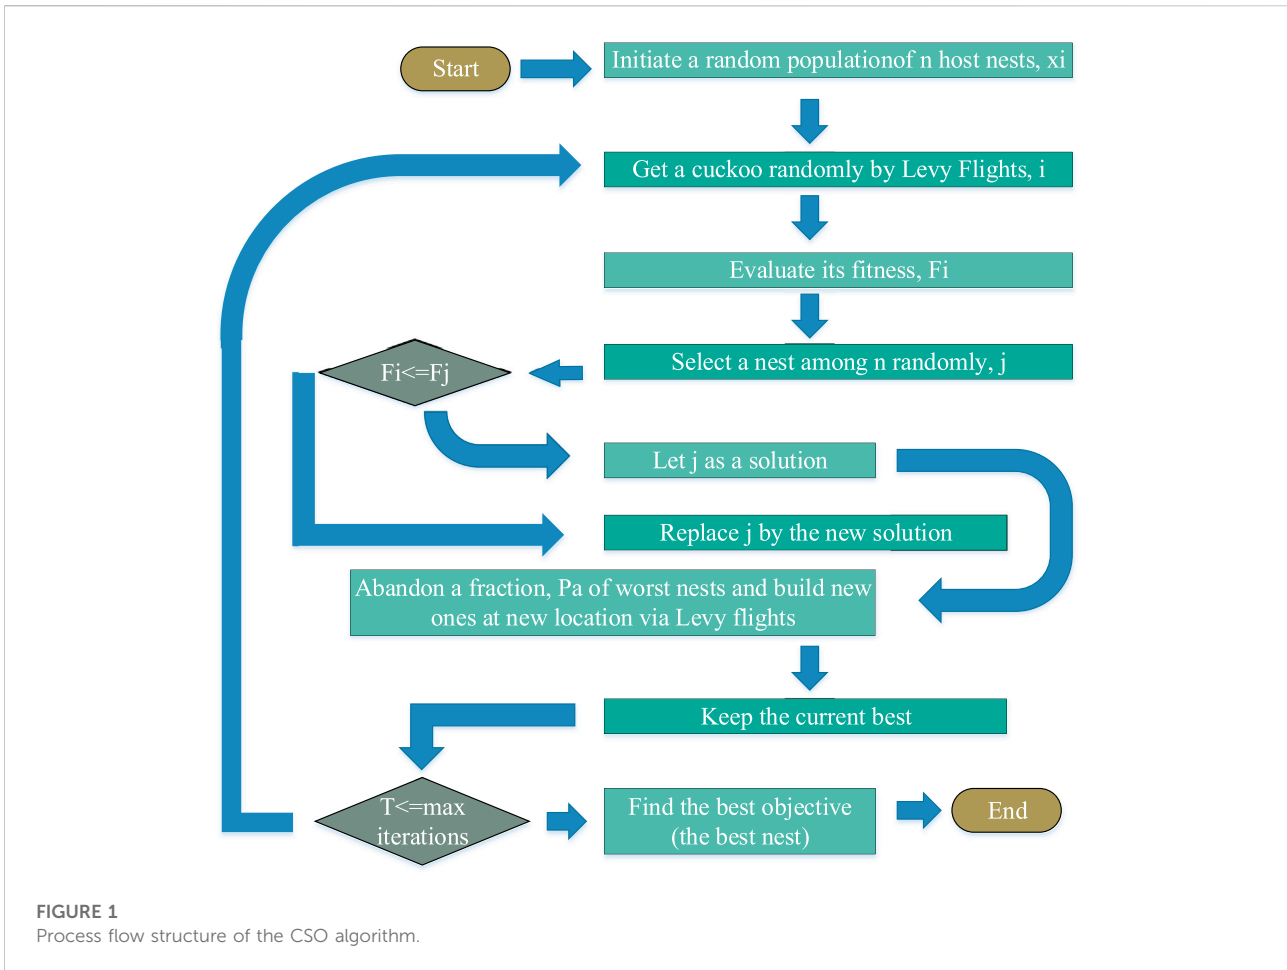 Start
Initiate a random populationof n host nests, xi
Get a cuckoo randomly by Levy Flights, i
Evaluate its fitness, Fi
Select a nest among n randomly, j
Fi<=Fj
Let j as a solution
Replace j by the new solution
Abandon a fraction, Pa of worst nests and build new
ones at new location via Levy flights
Keep the current best
T<=max
iterations
Find the best objective
(the best nest)
End
FIGURE 1
Process flow structure of the CSO algorithm.